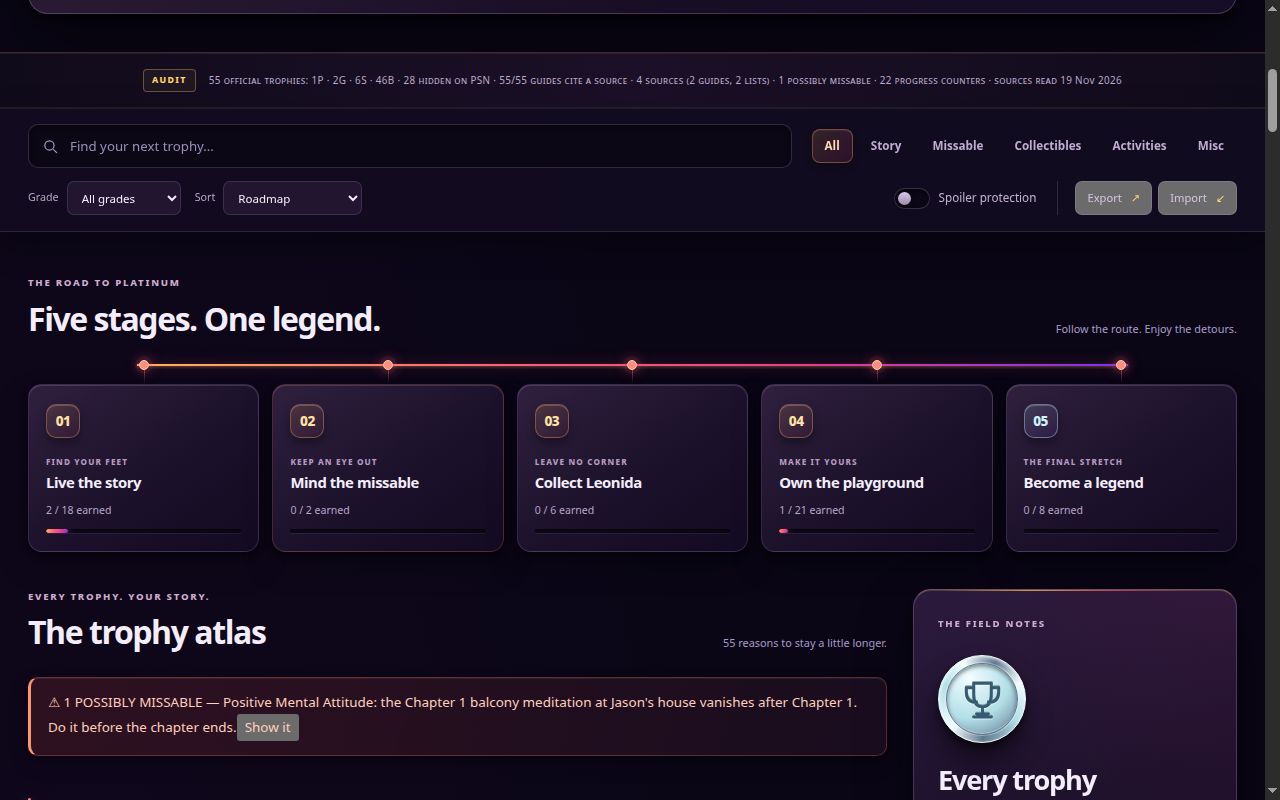 AUDIT
55 OFFICIAL TROPHIES: 1P · 2G · 6S · 46B · 28 HIDDEN ON PSN · 55/55 GUIDES CITE A SOURCE · 4 SOURCES (2 GUIDES, 2 LISTS) · 1 POSSIBLY MISSABLE · 22 PROGRESS COUNTERS · SOURCES READ 19 NOV 2026
Find your next trophy...
All Story Missable Collectibles Activities Misc
Grade All grades Sort Roadmap Spoiler protection Export ↗ Import ↙
THE ROAD TO PLATINUM
Five stages. One legend.
Follow the route. Enjoy the detours.
01
FIND YOUR FEET
Live the story
2 / 18 earned
02
KEEP AN EYE OUT
Mind the missable
0 / 2 earned
03
LEAVE NO CORNER
Collect Leonida
0 / 6 earned
04
MAKE IT YOURS
Own the playground
1 / 21 earned
05
THE FINAL STRETCH
Become a legend
0 / 8 earned
EVERY TROPHY. YOUR STORY.
The trophy atlas
55 reasons to stay a little longer.
⚠ 1 POSSIBLY MISSABLE — Positive Mental Attitude: the Chapter 1 balcony meditation at Jason's house vanishes after Chapter 1.
Do it before the chapter ends. Show it
THE FIELD NOTES
Every trophy